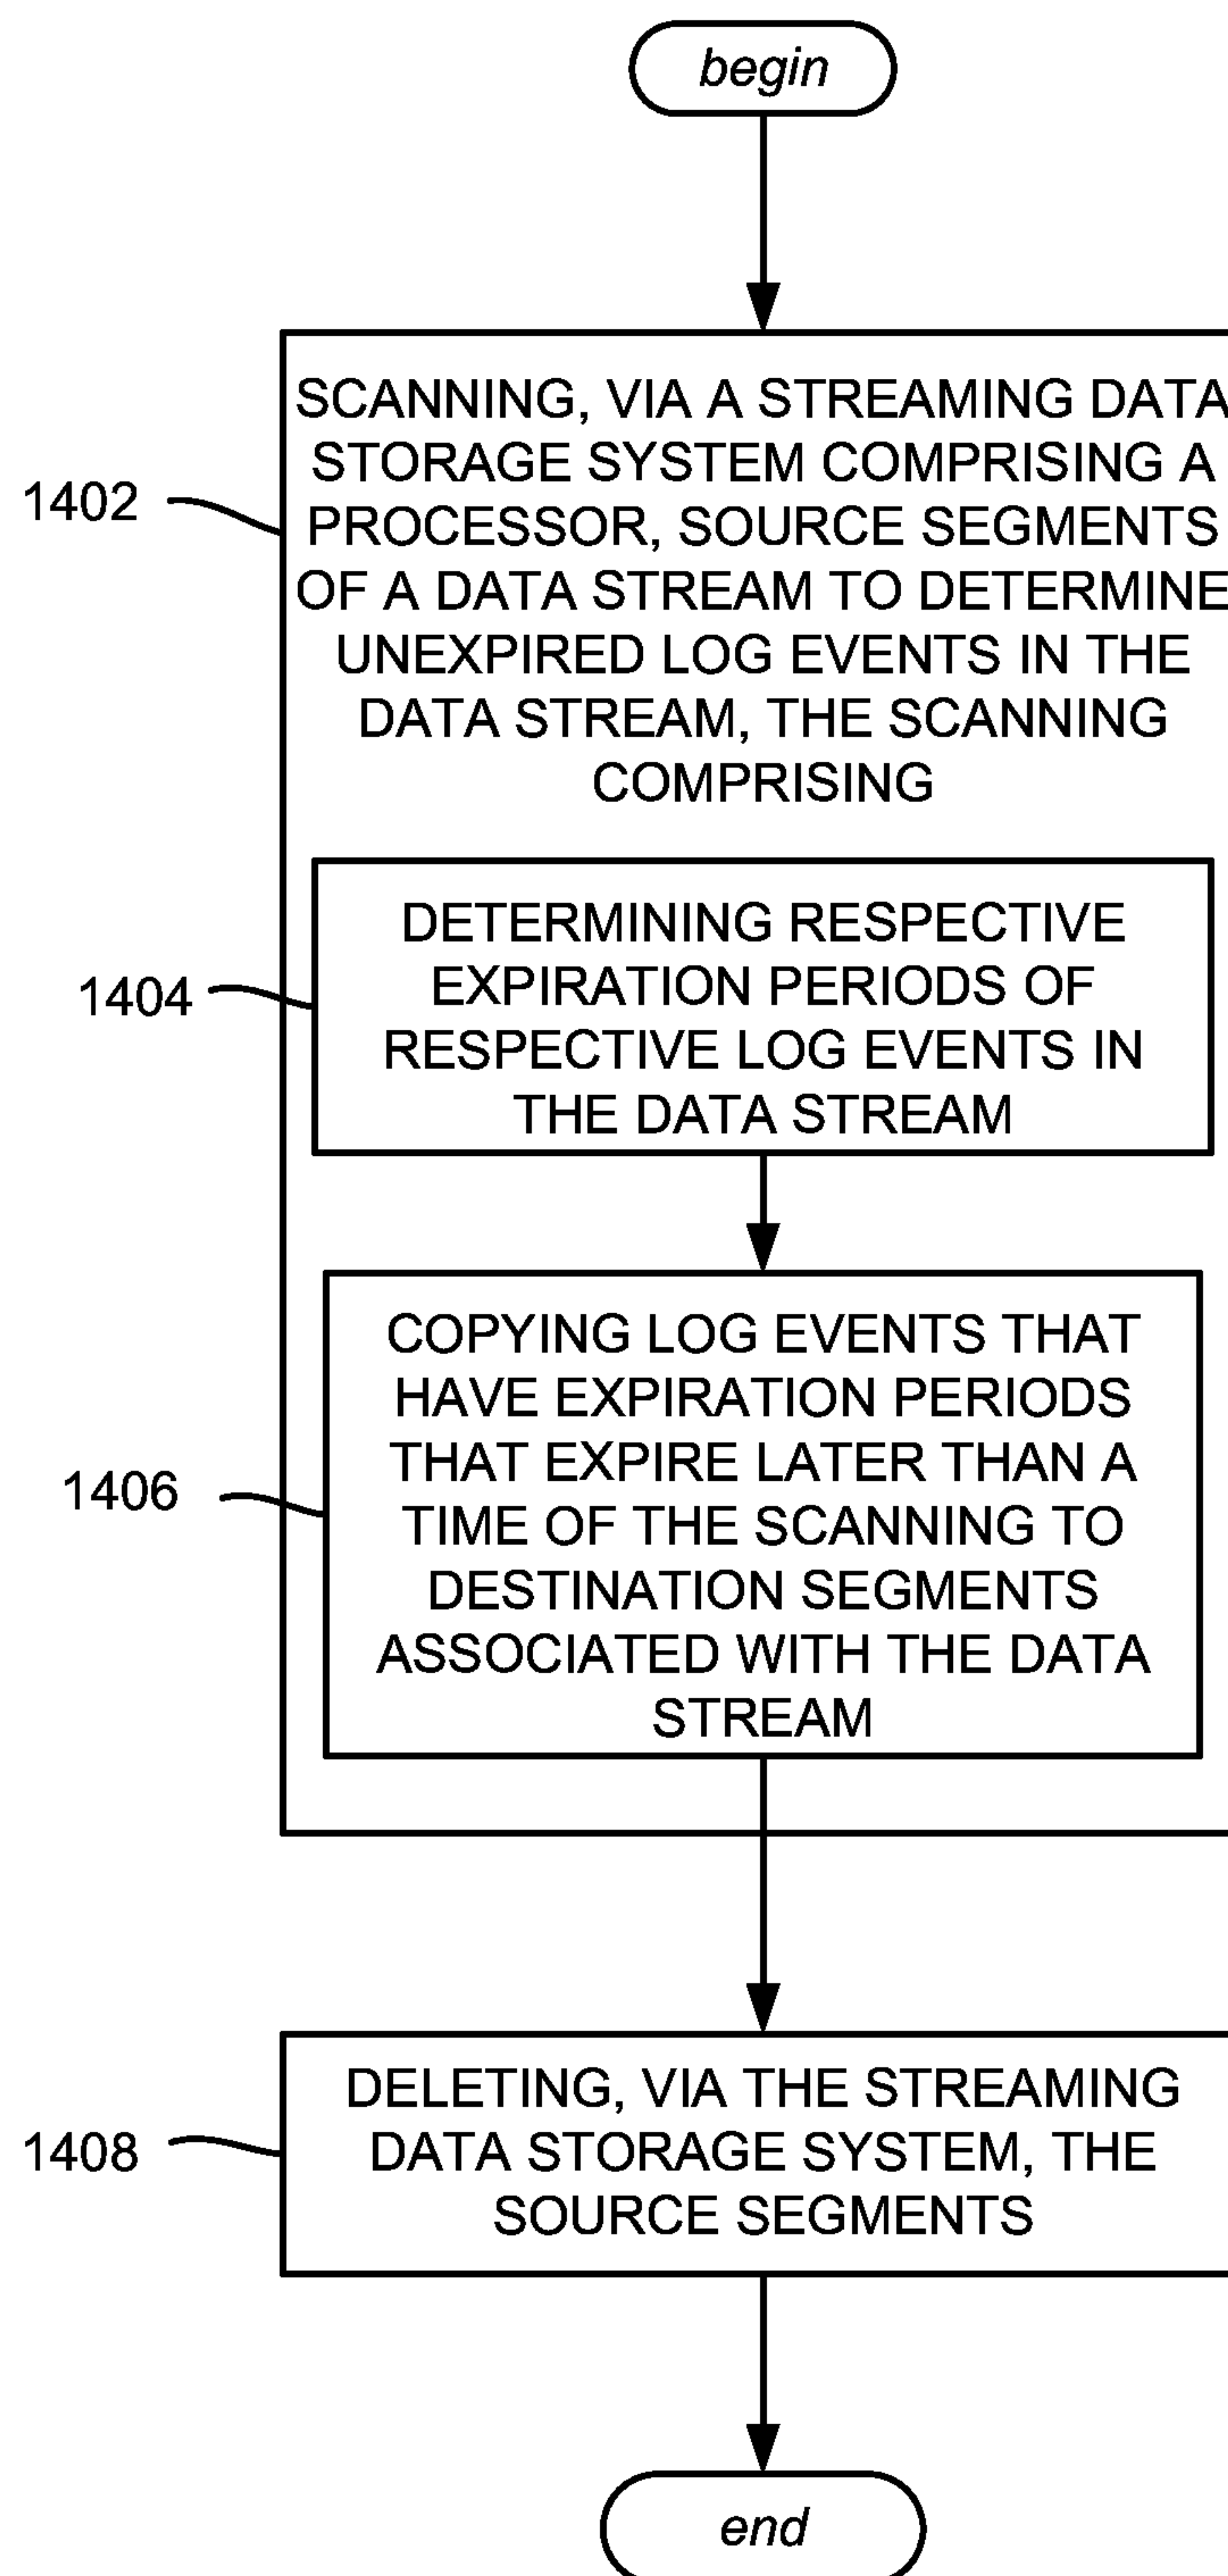 begin
1402
SCANNING, VIA A STREAMING DATA
STORAGE SYSTEM COMPRISING A
PROCESSOR, SOURCE SEGMENTS
OF A DATA STREAM TO DETERMINE
UNEXPIRED LOG EVENTS IN THE
DATA STREAM, THE SCANNING
COMPRISING
1404
DETERMINING RESPECTIVE
EXPIRATION PERIODS OF
RESPECTIVE LOG EVENTS IN
THE DATA STREAM
1406
COPYING LOG EVENTS THAT
HAVE EXPIRATION PERIODS
THAT EXPIRE LATER THAN A
TIME OF THE SCANNING TO
DESTINATION SEGMENTS
ASSOCIATED WITH THE DATA
STREAM
1408
DELETING, VIA THE STREAMING
DATA STORAGE SYSTEM, THE
SOURCE SEGMENTS
end